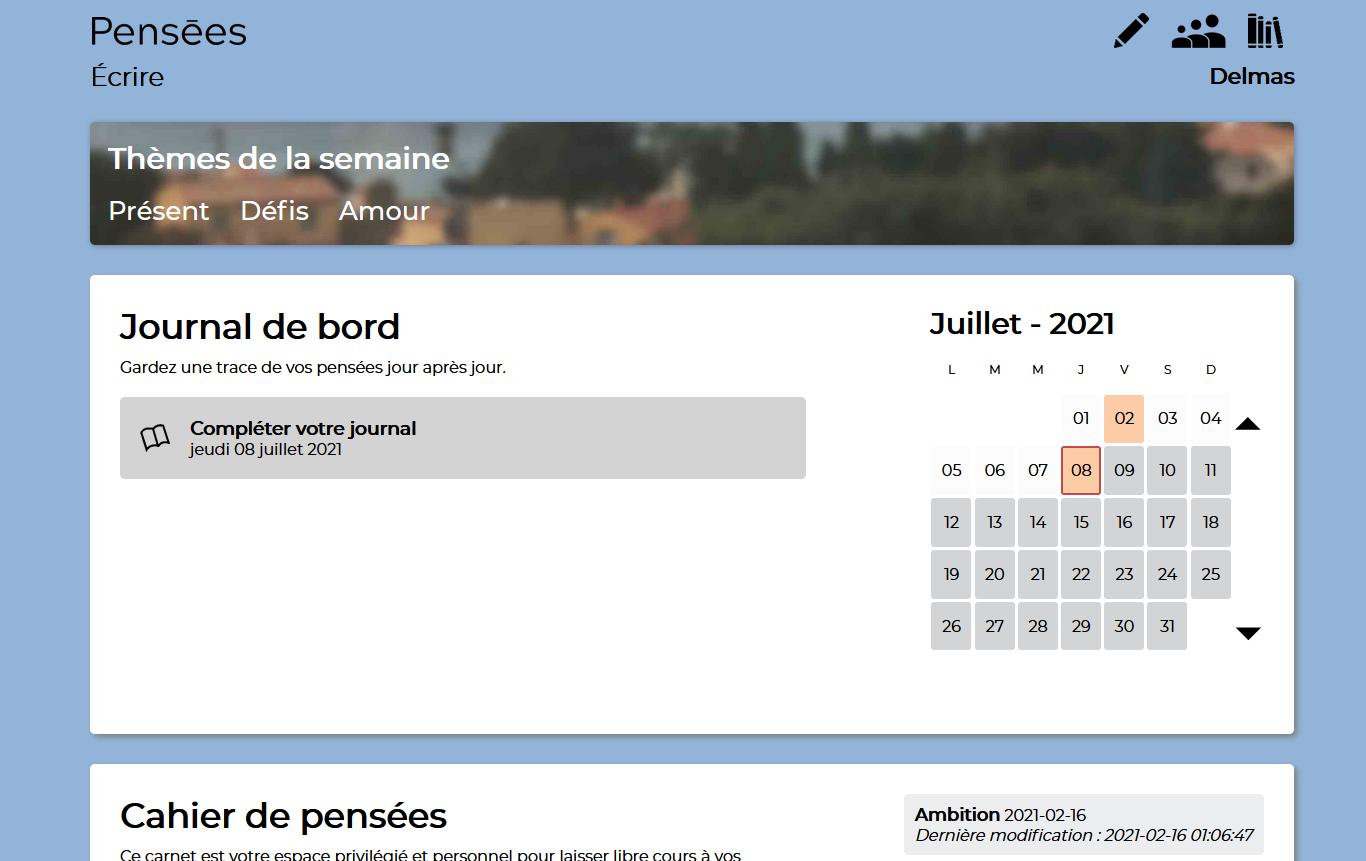 Pensēes
Écrire
Delmas
Thèmes de la semaine
Présent Défis Amour
Journal de bord
Gardez une trace de vos pensées jour après jour.
Compléter votre journal
jeudi 08 juillet 2021
Juillet - 2021
L M M J V S D
01 02 03 04
05 06 07 08 09 10 11
12 13 14 15 16 17 18
19 20 21 22 23 24 25
26 27 28 29 30 31
Cahier de pensées
Ce carnet est votre espace privilégié et personnel pour laisser libre cours à vos
Ambition 2021-02-16
Dernière modification : 2021-02-16 01:06:47